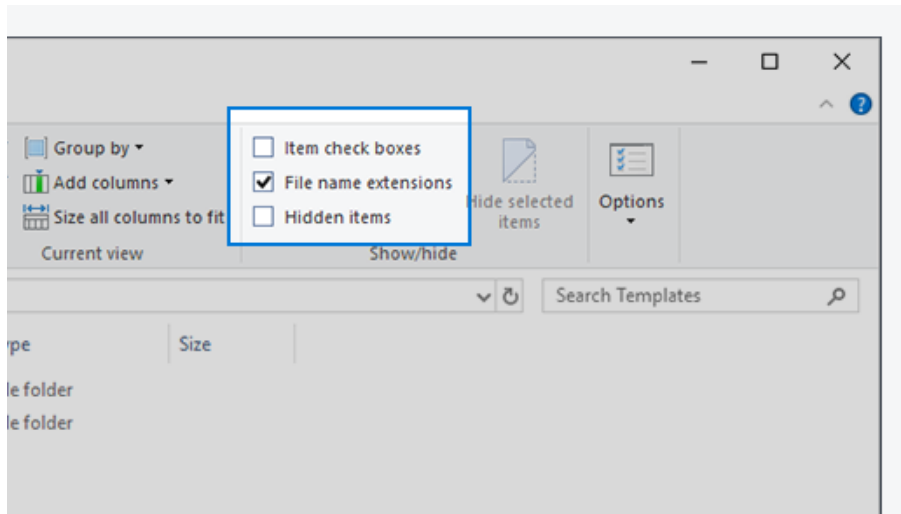 ?
Group by
Add columns
Size all columns to fit
Current view
Item check boxes
File name extensions
Hidden items
Hide selected
items
Show/hide
Options
Search Templates
ype
Size
le folder
le folder